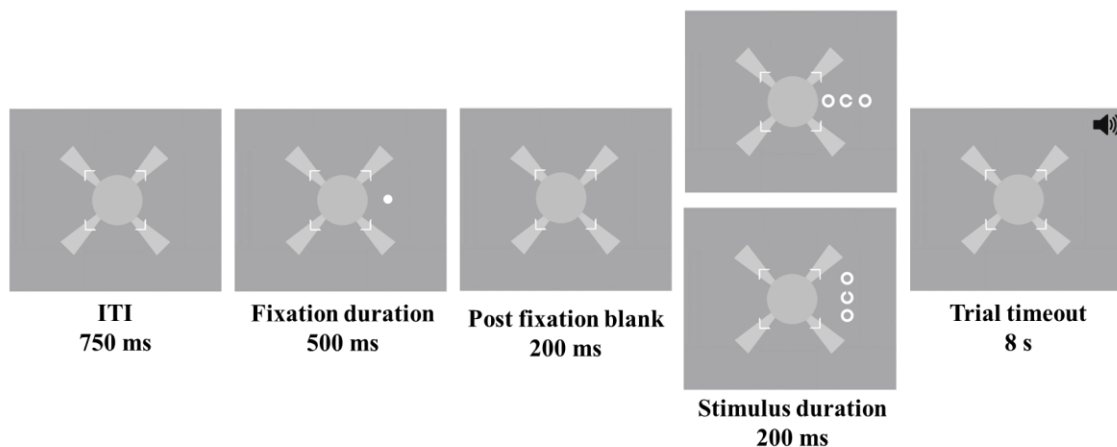 ITI
750 ms
Fixation duration
500 ms
Post fixation blank
200 ms
Stimulus duration
200 ms
Trial timeout
8 s